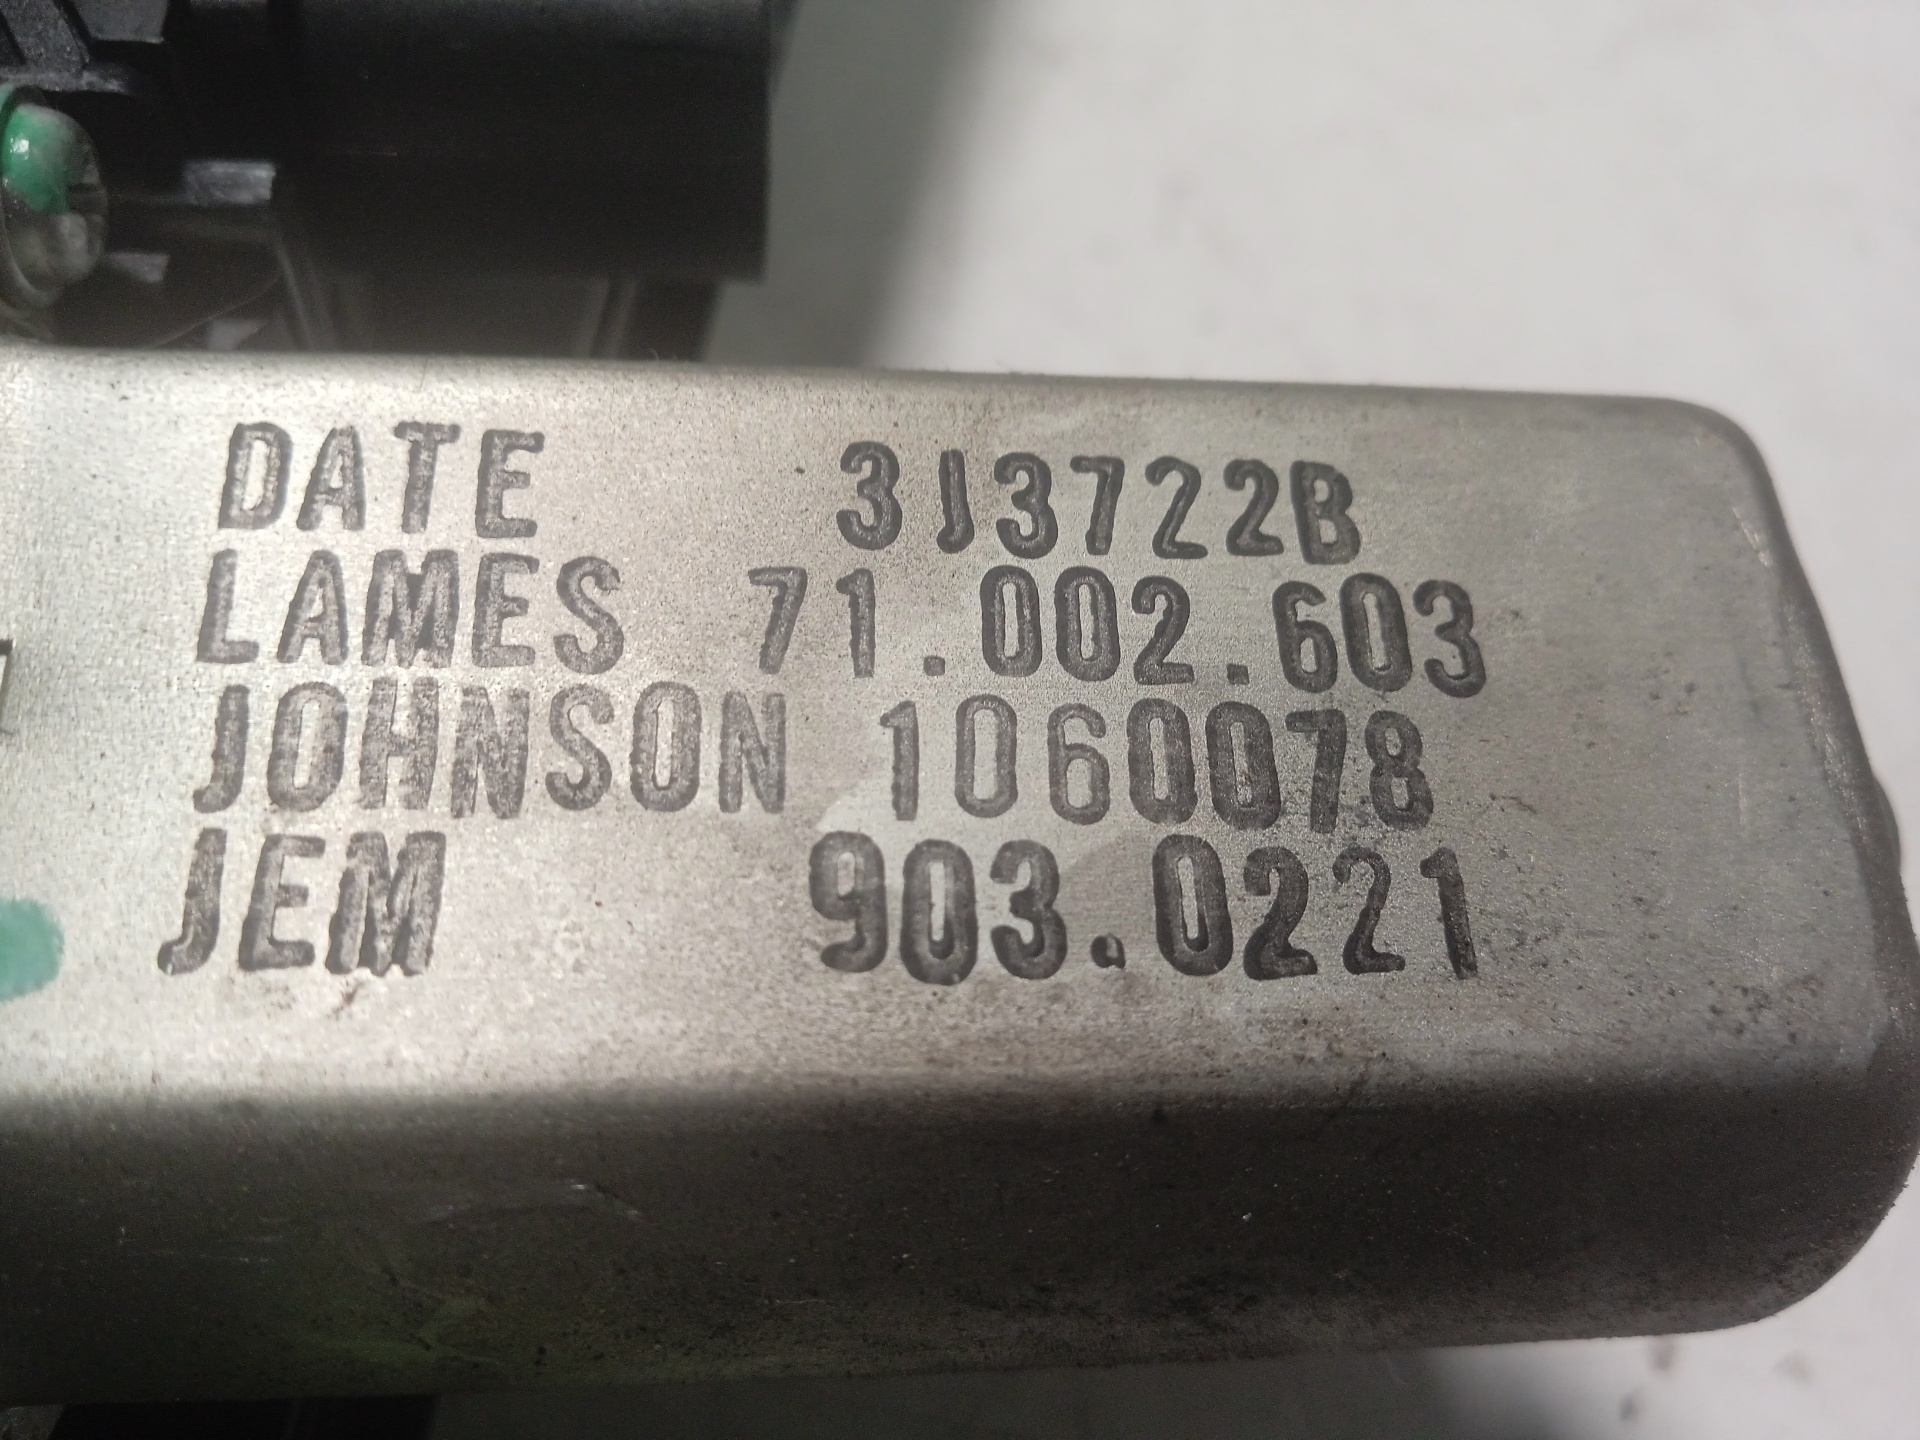 DATE 3J3722B
LAMES 71.002.603
JOHNSON 1060078
JEM 903.0221